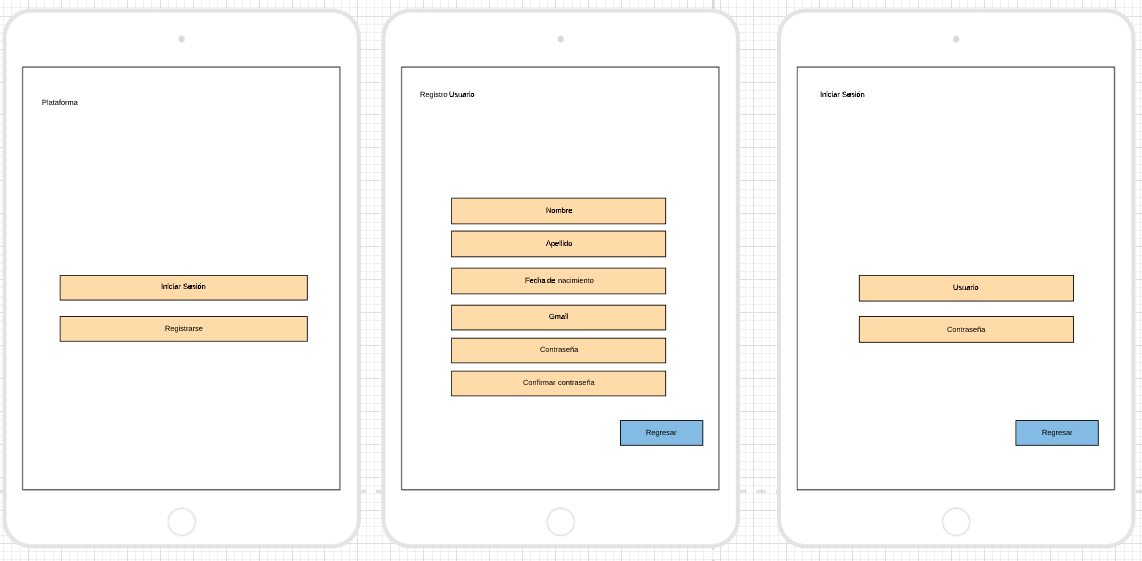 Plataforma
Iniciar Sesión
Registrarse
Registro Usuario
Nombre
Apellido
Fecha de nacimiento
Gmail
Contraseña
Confirmar contraseña
Regresar
Iniciar Sesión
Usuario
Contraseña
Regresar